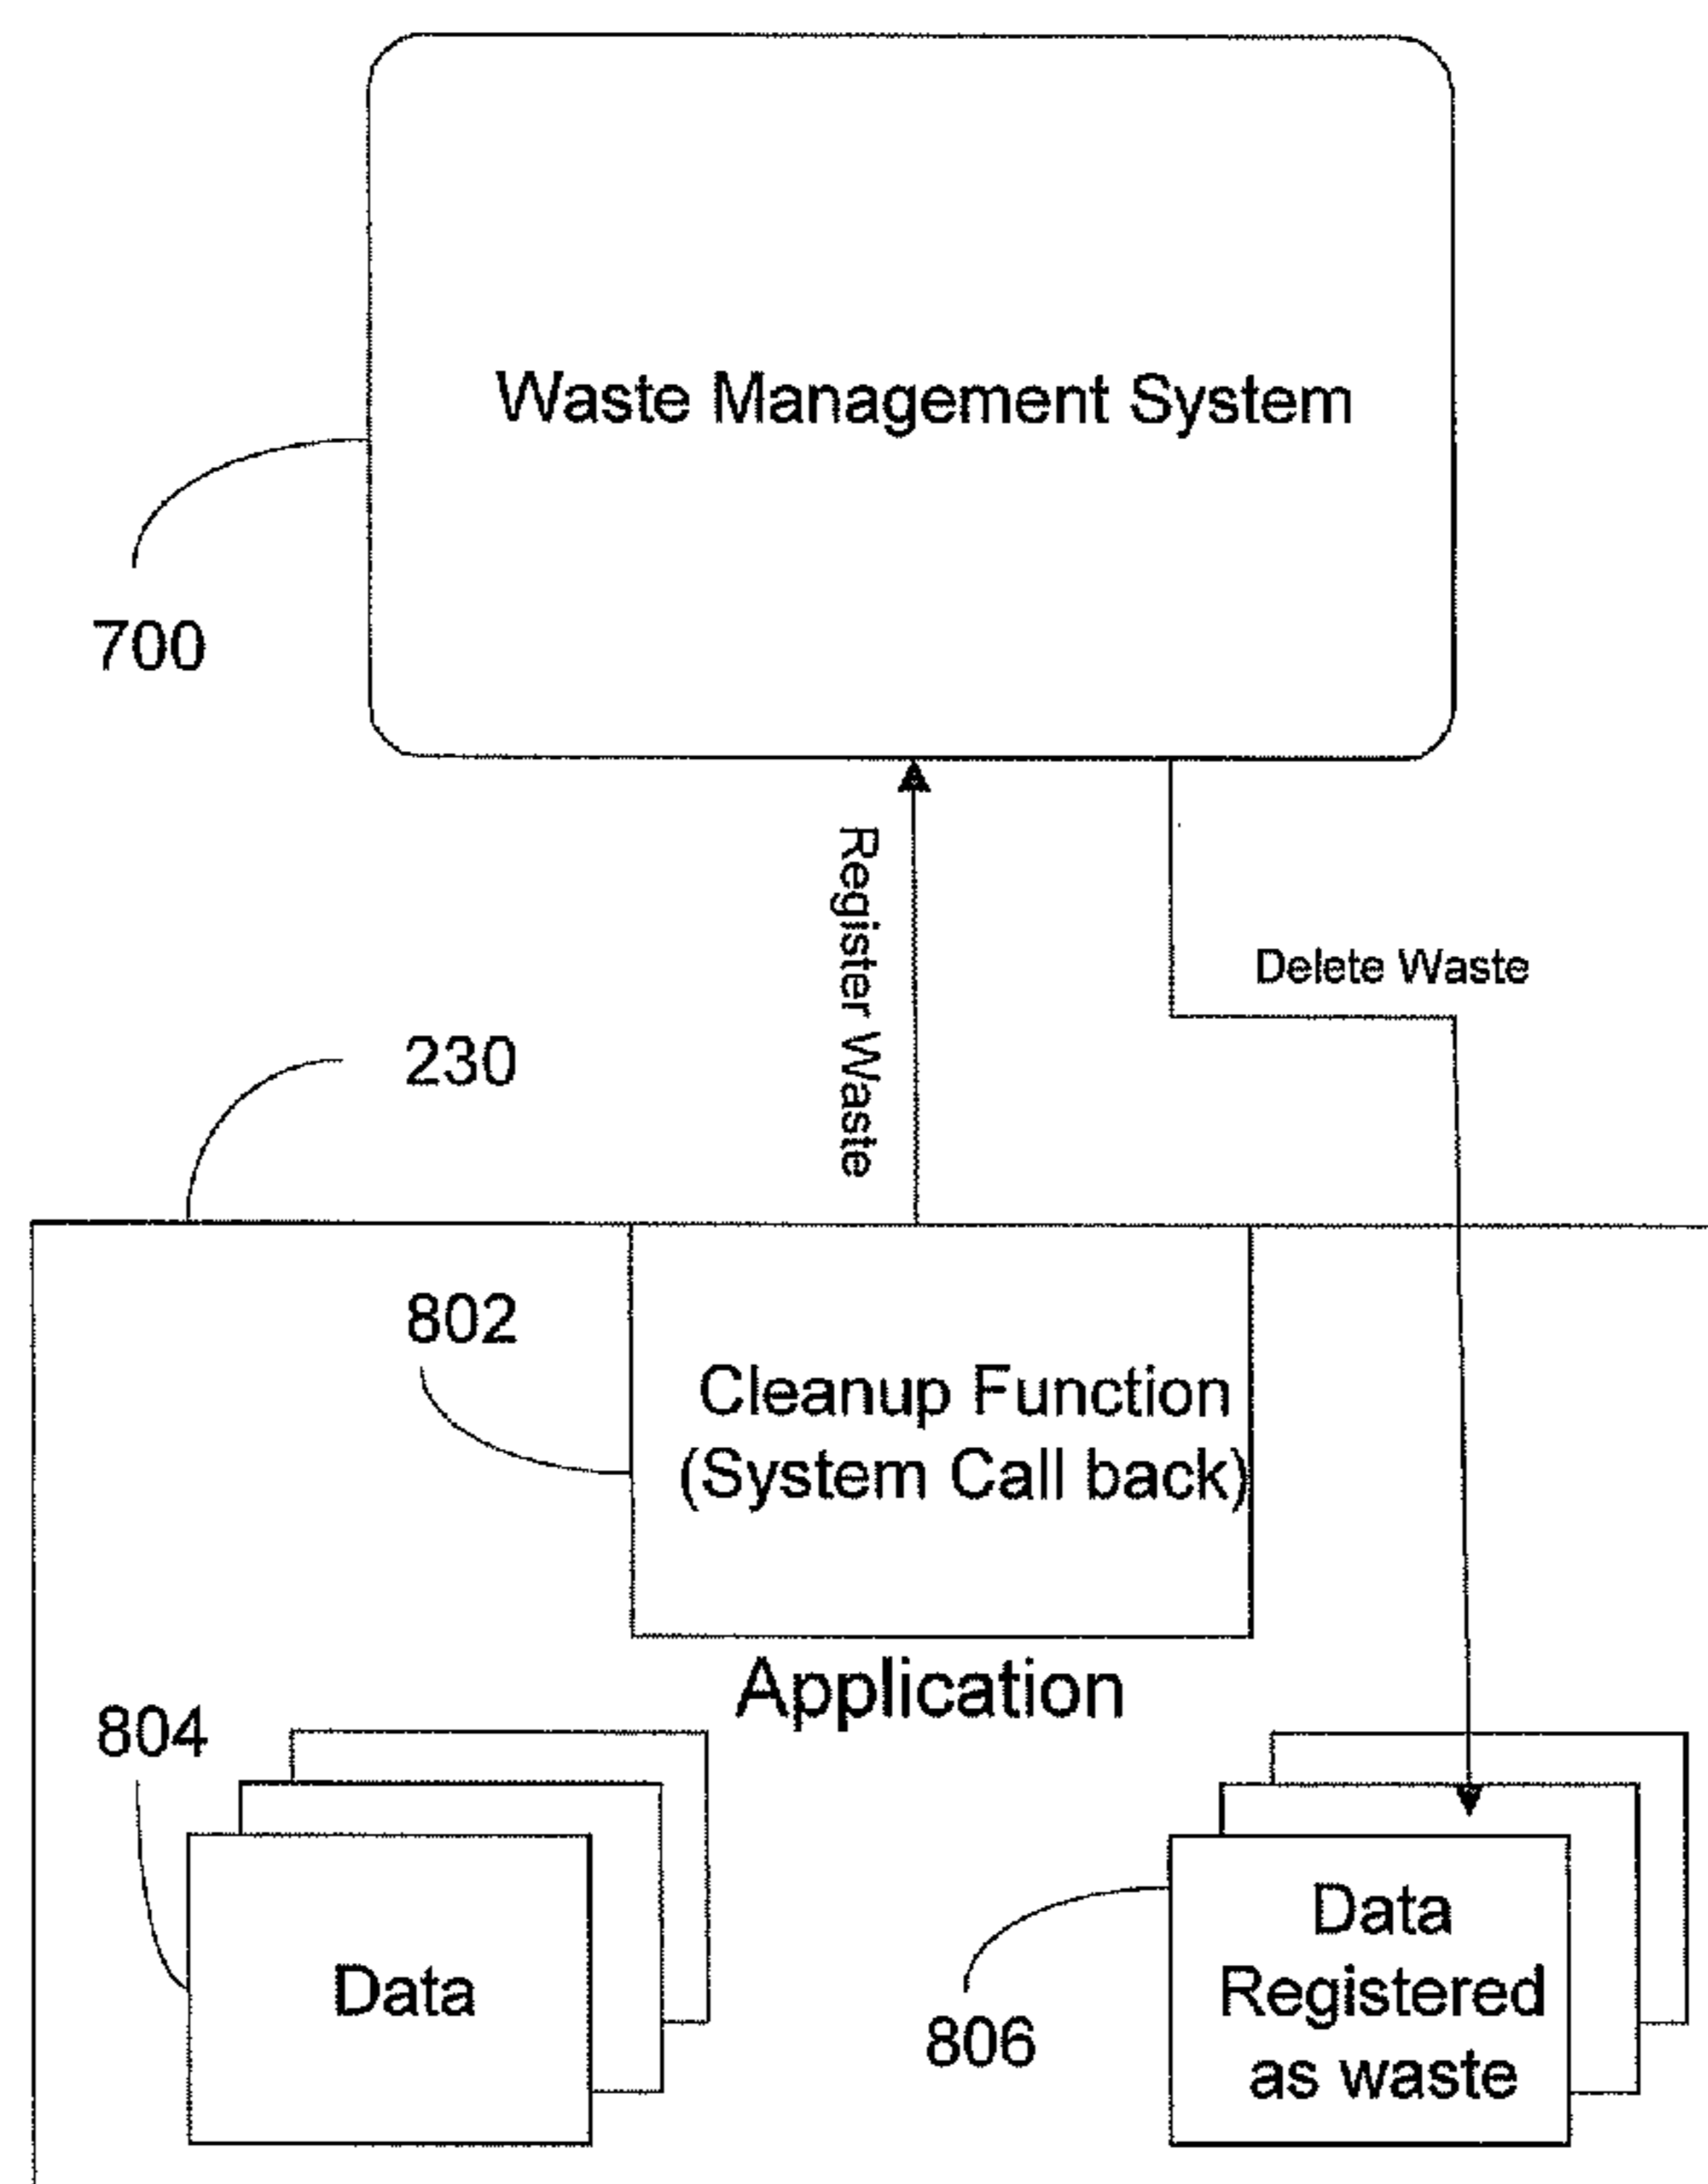 Waste Management System
700
Register Waste
Delete Waste
230
802
Cleanup Function
(System Call back)
Application
804
Data
Data
Registered
as waste
806